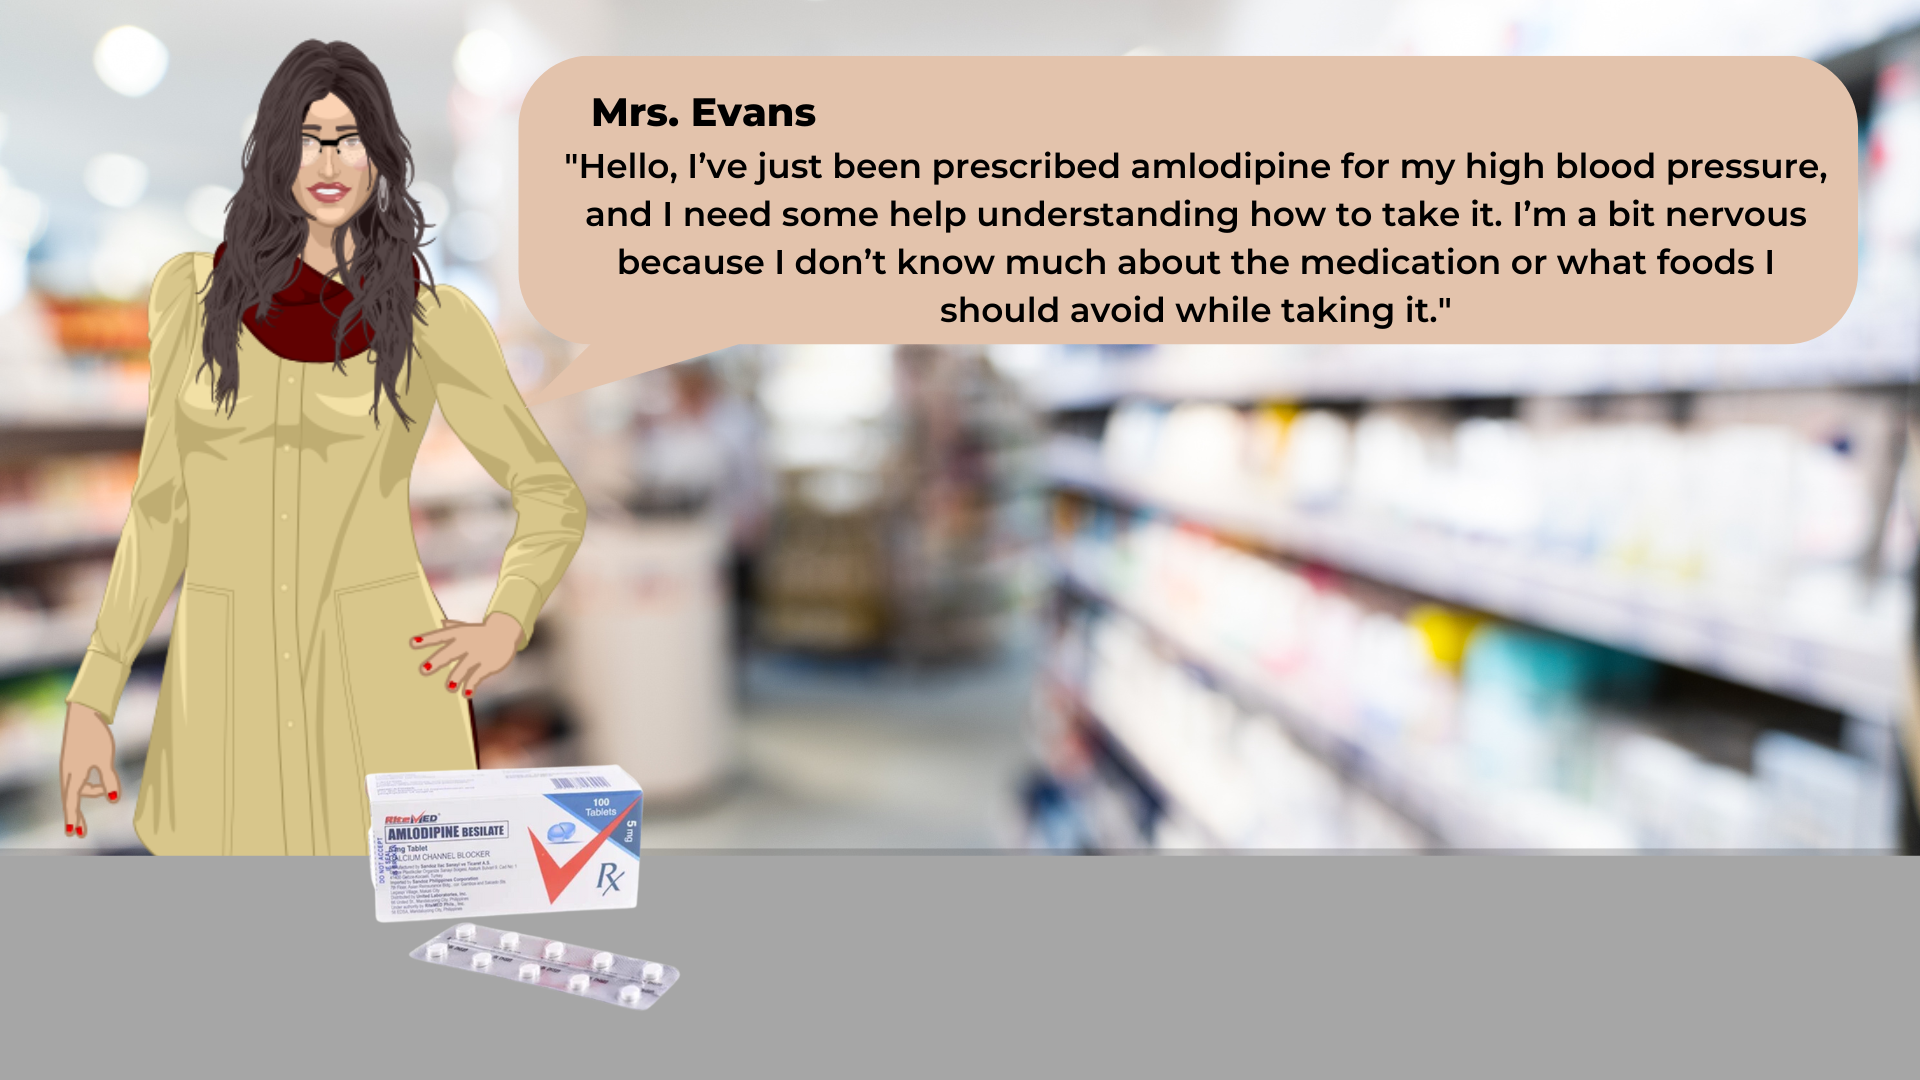 Mrs. Evans
"Hello, I’ve just been prescribed amlodipine for my high blood pressure,
and I need some help understanding how to take it. I’m a bit nervous
because I don’t know much about the medication or what foods I
should avoid while taking it."
100
Tablets
5 mg
RiteMED
AMLODIPINE BESILATE
5mg Tablet
CALCIUM CHANNEL BLOCKER
Rx